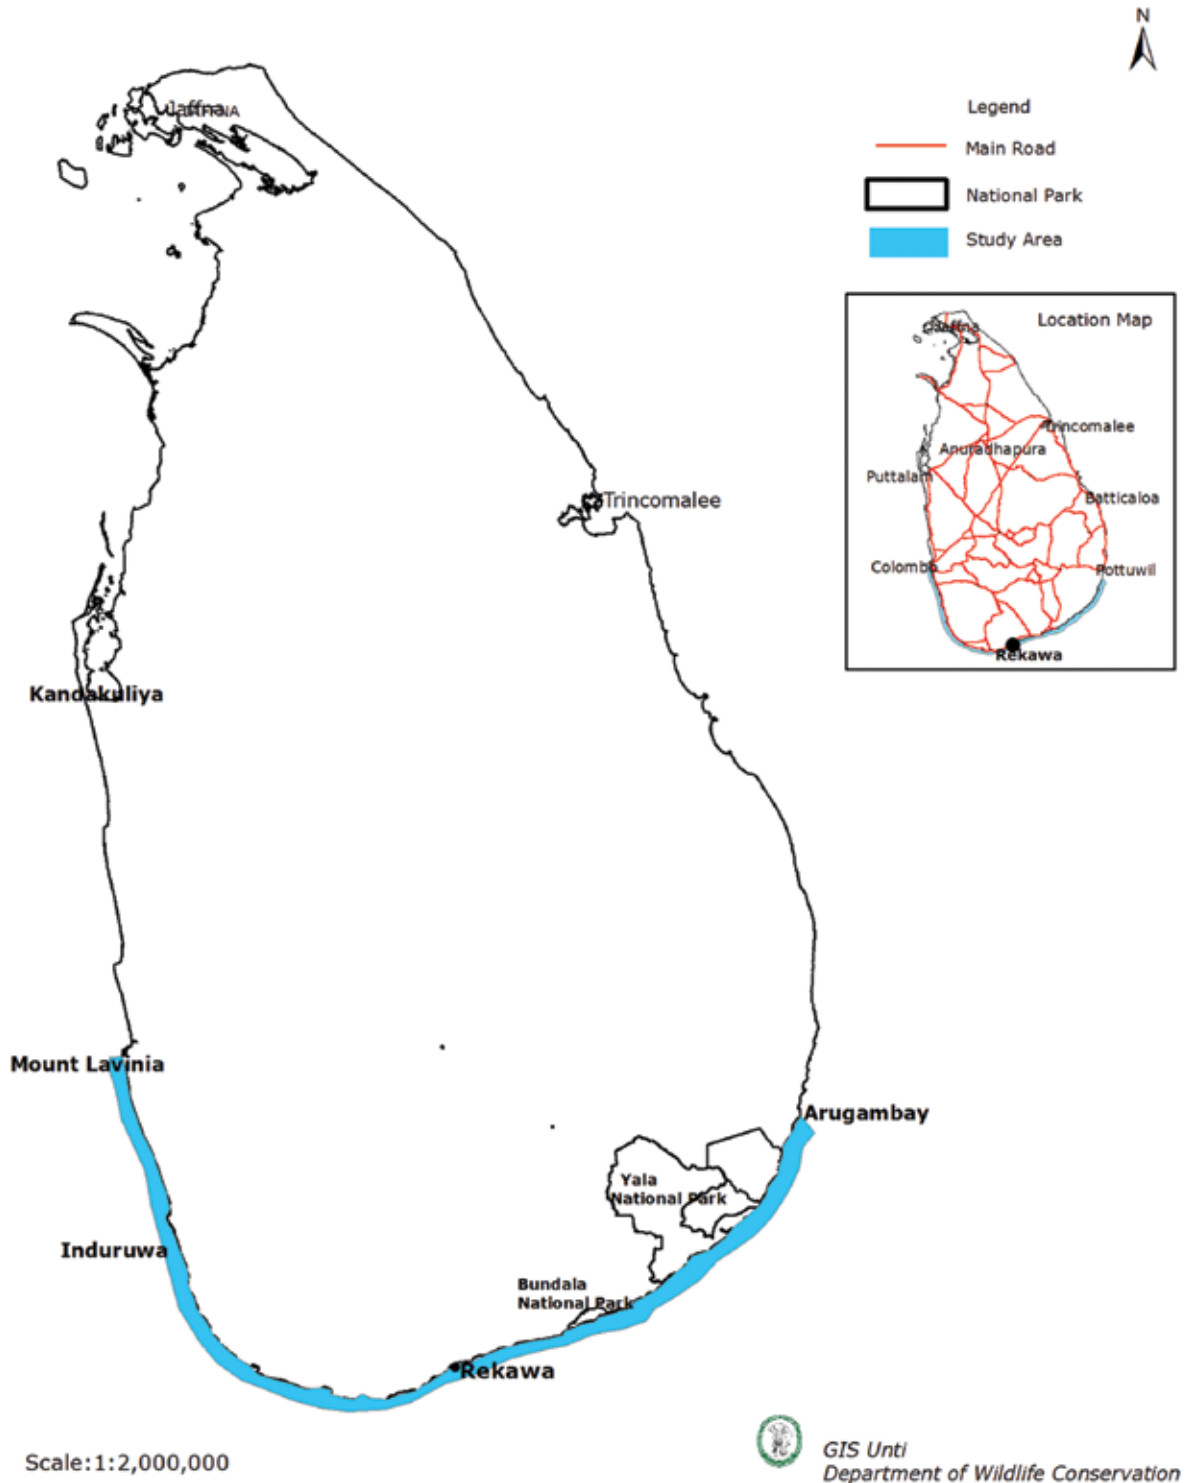 N
Legend
Main Road
National Park
Study Area
Jaffna
Location Map
Jaffna
Trincomalee
Anuradhapura
Puttalam
Batticaloa
Colombo
Pottuwil
Rekawa
Trincomalee
Kandakuliya
Mount Lavinia
Arugambay
Yala
National Park
Induruwa
Bundala
National Park
Rekawa
Scale:1:2,000,000
GIS Unti
Department of Wildlife Conservation